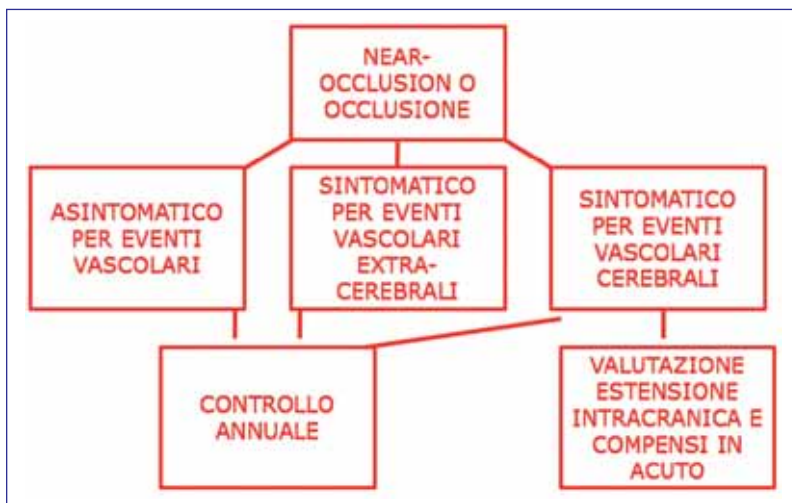 NEAR-
OCCLUSION O
OCCLUSIONE
ASINTOMATICO
PER EVENTI
VASCOLARI
SINTOMATICO
PER EVENTI
VASCOLARI
EXTRA-
CEREBRALI
SINTOMATICO
PER EVENTI
VASCOLARI
CEREBRALI
CONTROLLO
ANNUALE
VALUTAZIONE
ESTENSIONE
INTRACRANICA E
COMPENSI IN
ACUTO